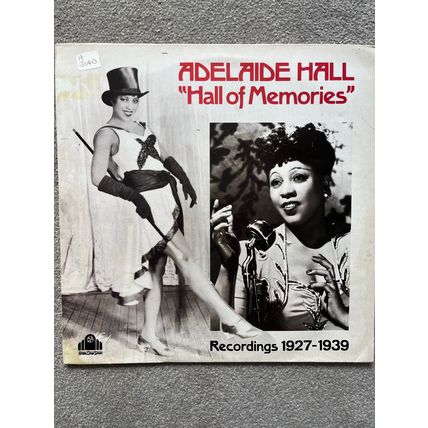 ADELAIDE HALL
"Hall of Memories"
Recordings 1927-1939